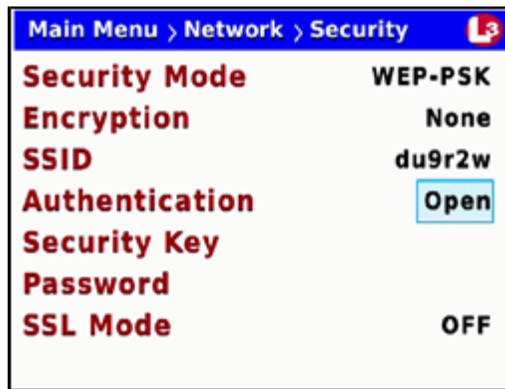 Main Menu > Network > Security L3
Security Mode WEP-PSK
Encryption None
SSID du9r2w
Authentication Open
Security Key
Password
SSL Mode OFF